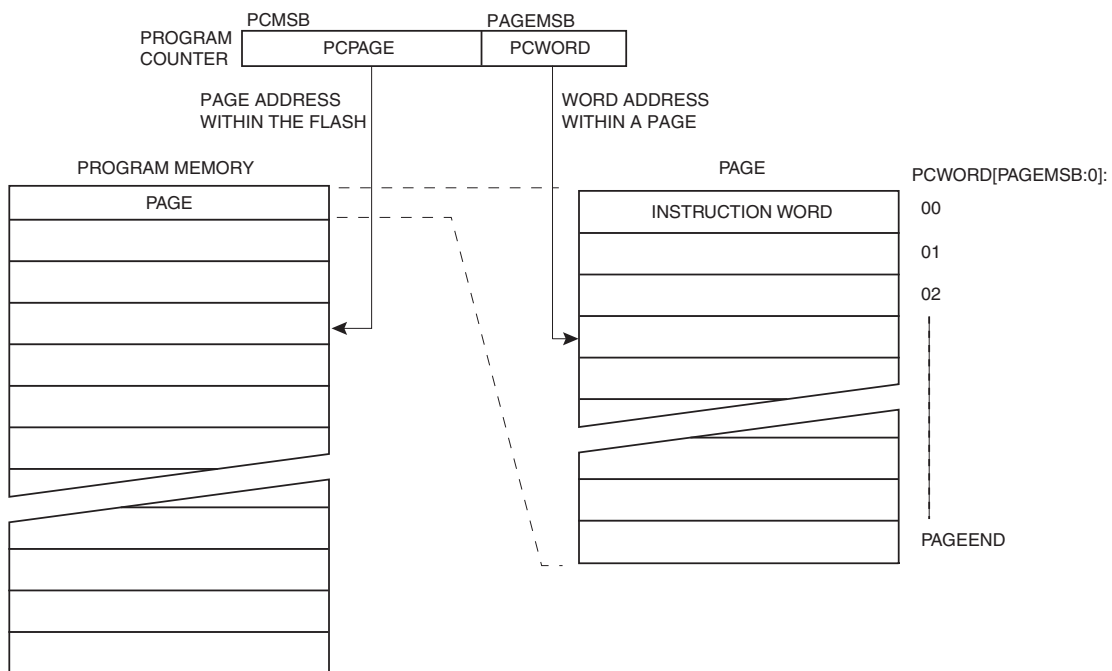 PCMSB PAGEMSB
PROGRAM COUNTER
PCPAGE PCWORD
PAGE ADDRESS
WITHIN THE FLASH
WORD ADDRESS
WITHIN A PAGE
PROGRAM MEMORY
PAGE
PAGE
INSTRUCTION WORD
PCWORD[PAGEMSB:0]:
00
01
02
PAGEEND